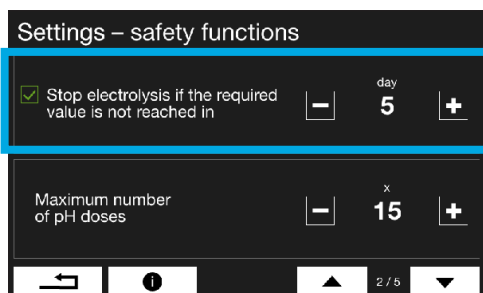 Settings – safety functions
day
Stop electrolysis if the required
value is not reached in
− 5 +
x
Maximum number
of pH doses
− 15 +
2/5